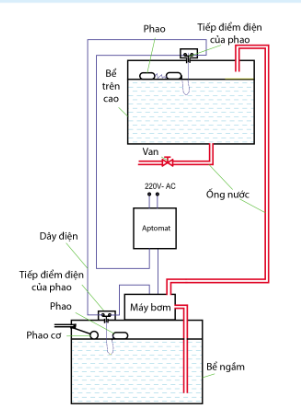 Phao
Tiếp điểm điện
của phao
Bể
trên
cao
Van
220V- AC
Ống nước
Aptomat
Dây điện
Tiếp điểm điện
của phao
Phao
Máy bơm
Phao cơ
Bể ngầm